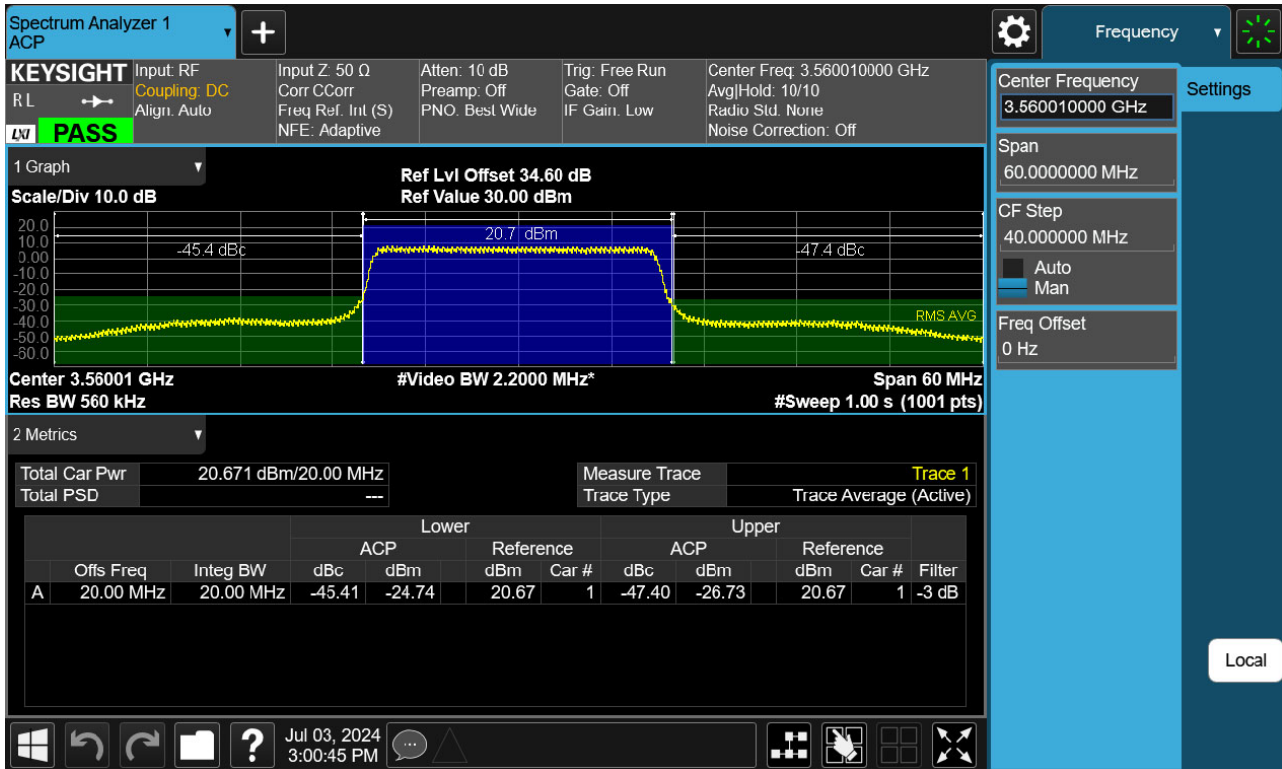 Spectrum Analyzer 1
ACP
+
Frequency
KEYSIGHT
R L
LXI
PASS
Input: RF
Coupling: DC
Align: Auto
Input Z: 50 Ω
Corr CCorr
Freq Ref: Int (S)
NFE: Adaptive
Atten: 10 dB
Preamp: Off
PNO: Best Wide
Trig: Free Run
Gate: Off
IF Gain: Low
Center Freq: 3.560010000 GHz
Avg|Hold: 10/10
Radio Std: None
Noise Correction: Off
1 Graph
Scale/Div 10.0 dB
Ref Lvl Offset 34.60 dB
Ref Value 30.00 dBm
20.0
10.0
0.00
-10.0
-20.0
-30.0
-40.0
-50.0
-60.0
-45.4 dBc
20.7 dBm
-47.4 dBc
RMS AVG
Center 3.56001 GHz
#Video BW 2.2000 MHz*
Span 60 MHz
Res BW 560 kHz
#Sweep 1.00 s (1001 pts)
2 Metrics
Total Car Pwr 20.671 dBm/20.00 MHz
Total PSD ---
Measure Trace Trace 1
Trace Type Trace Average (Active)
Lower Upper
ACP Reference ACP Reference
Offs Freq Integ BW dBc dBm dBm Car # dBc dBm dBm Car # Filter
A 20.00 MHz 20.00 MHz -45.41 -24.74 20.67 1 -47.40 -26.73 20.67 1 -3 dB
Center Frequency
3.560010000 GHz
Settings
Span
60.0000000 MHz
CF Step
40.000000 MHz
Auto
Man
Freq Offset
0 Hz
Local
?
Jul 03, 2024
3:00:45 PM